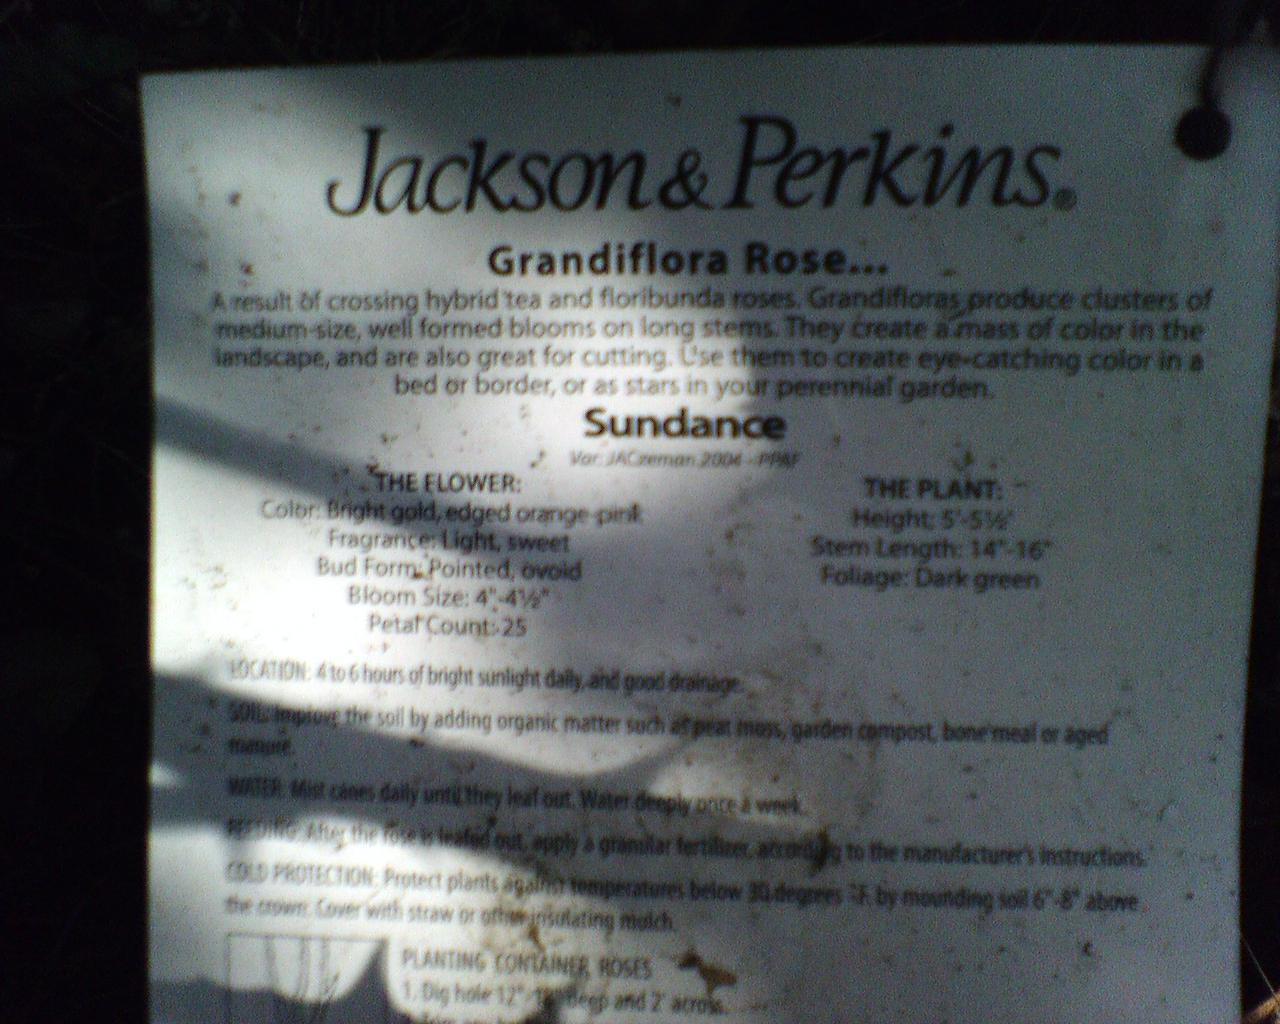 Jackson & Perkins®
Grandiflora Rose...
A result of crossing hybrid tea and floribunda roses. Grandifloras produce clusters of
medium-size, well formed blooms on long stems. They create a mass of color in the
landscape, and are also great for cutting. Use them to create eye-catching color in a
bed or border, or as stars in your perennial garden.
Sundance
Var: JACzeman 2004 - PPAF
THE FLOWER:
Color: Bright gold, edged orange-pink
Fragrance: Light, sweet
Bud Form: Pointed, ovoid
Bloom Size: 4"-4½"
Petal Count: 25
THE PLANT:
Height: 5'-5½'
Stem Length: 14"-16"
Foliage: Dark green
LOCATION: 4 to 6 hours of bright sunlight daily, and good drainage.
SOIL: Improve the soil by adding organic matter such as peat moss, garden compost, bone meal or aged
manure.
WATER: Mist canes daily until they leaf out. Water deeply once a week.
FEEDING: After the rose is leafed out, apply a granular fertilizer, according to the manufacturer's instructions.
COLD PROTECTION: Protect plants against temperatures below 30 degrees °F. by mounding soil 6"-8" above
the crown. Cover with straw or other insulating mulch.
PLANTING CONTAINER ROSES
1. Dig hole 12"- deep and 2' across.